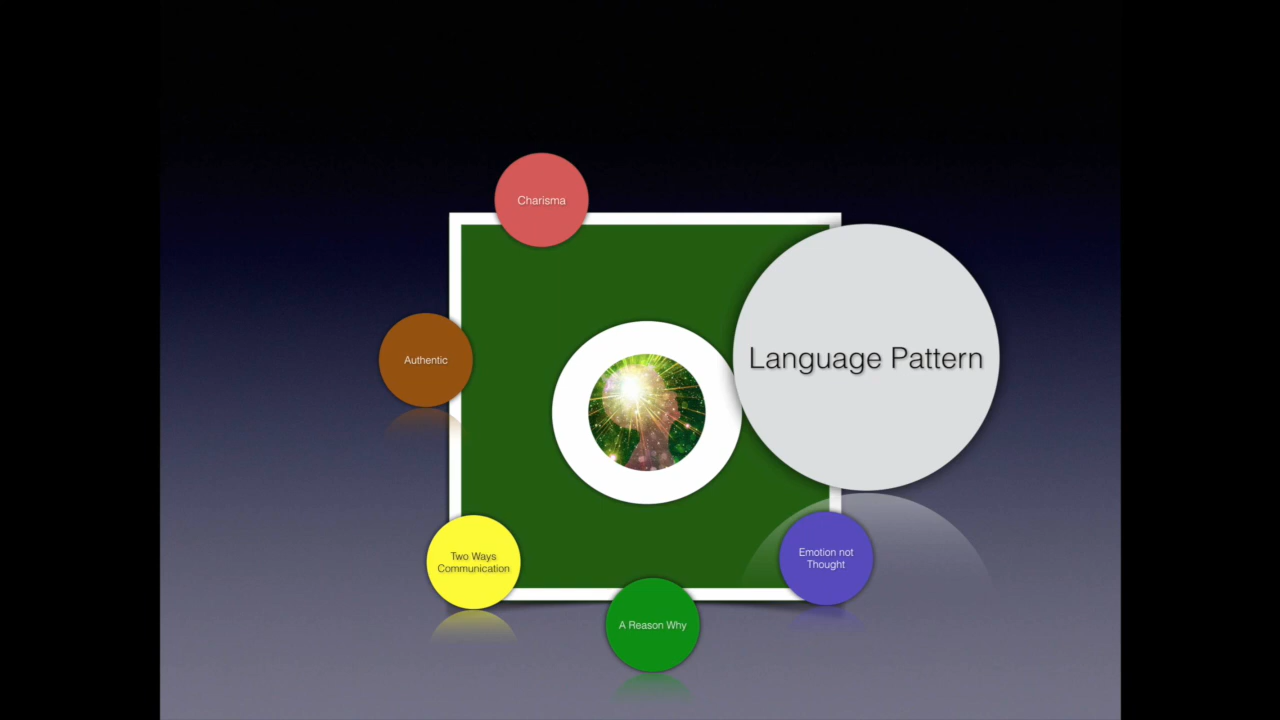 Charisma
Language Pattern
Authentic
Two Ways
Communication
Emotion not
Thought
A Reason Why